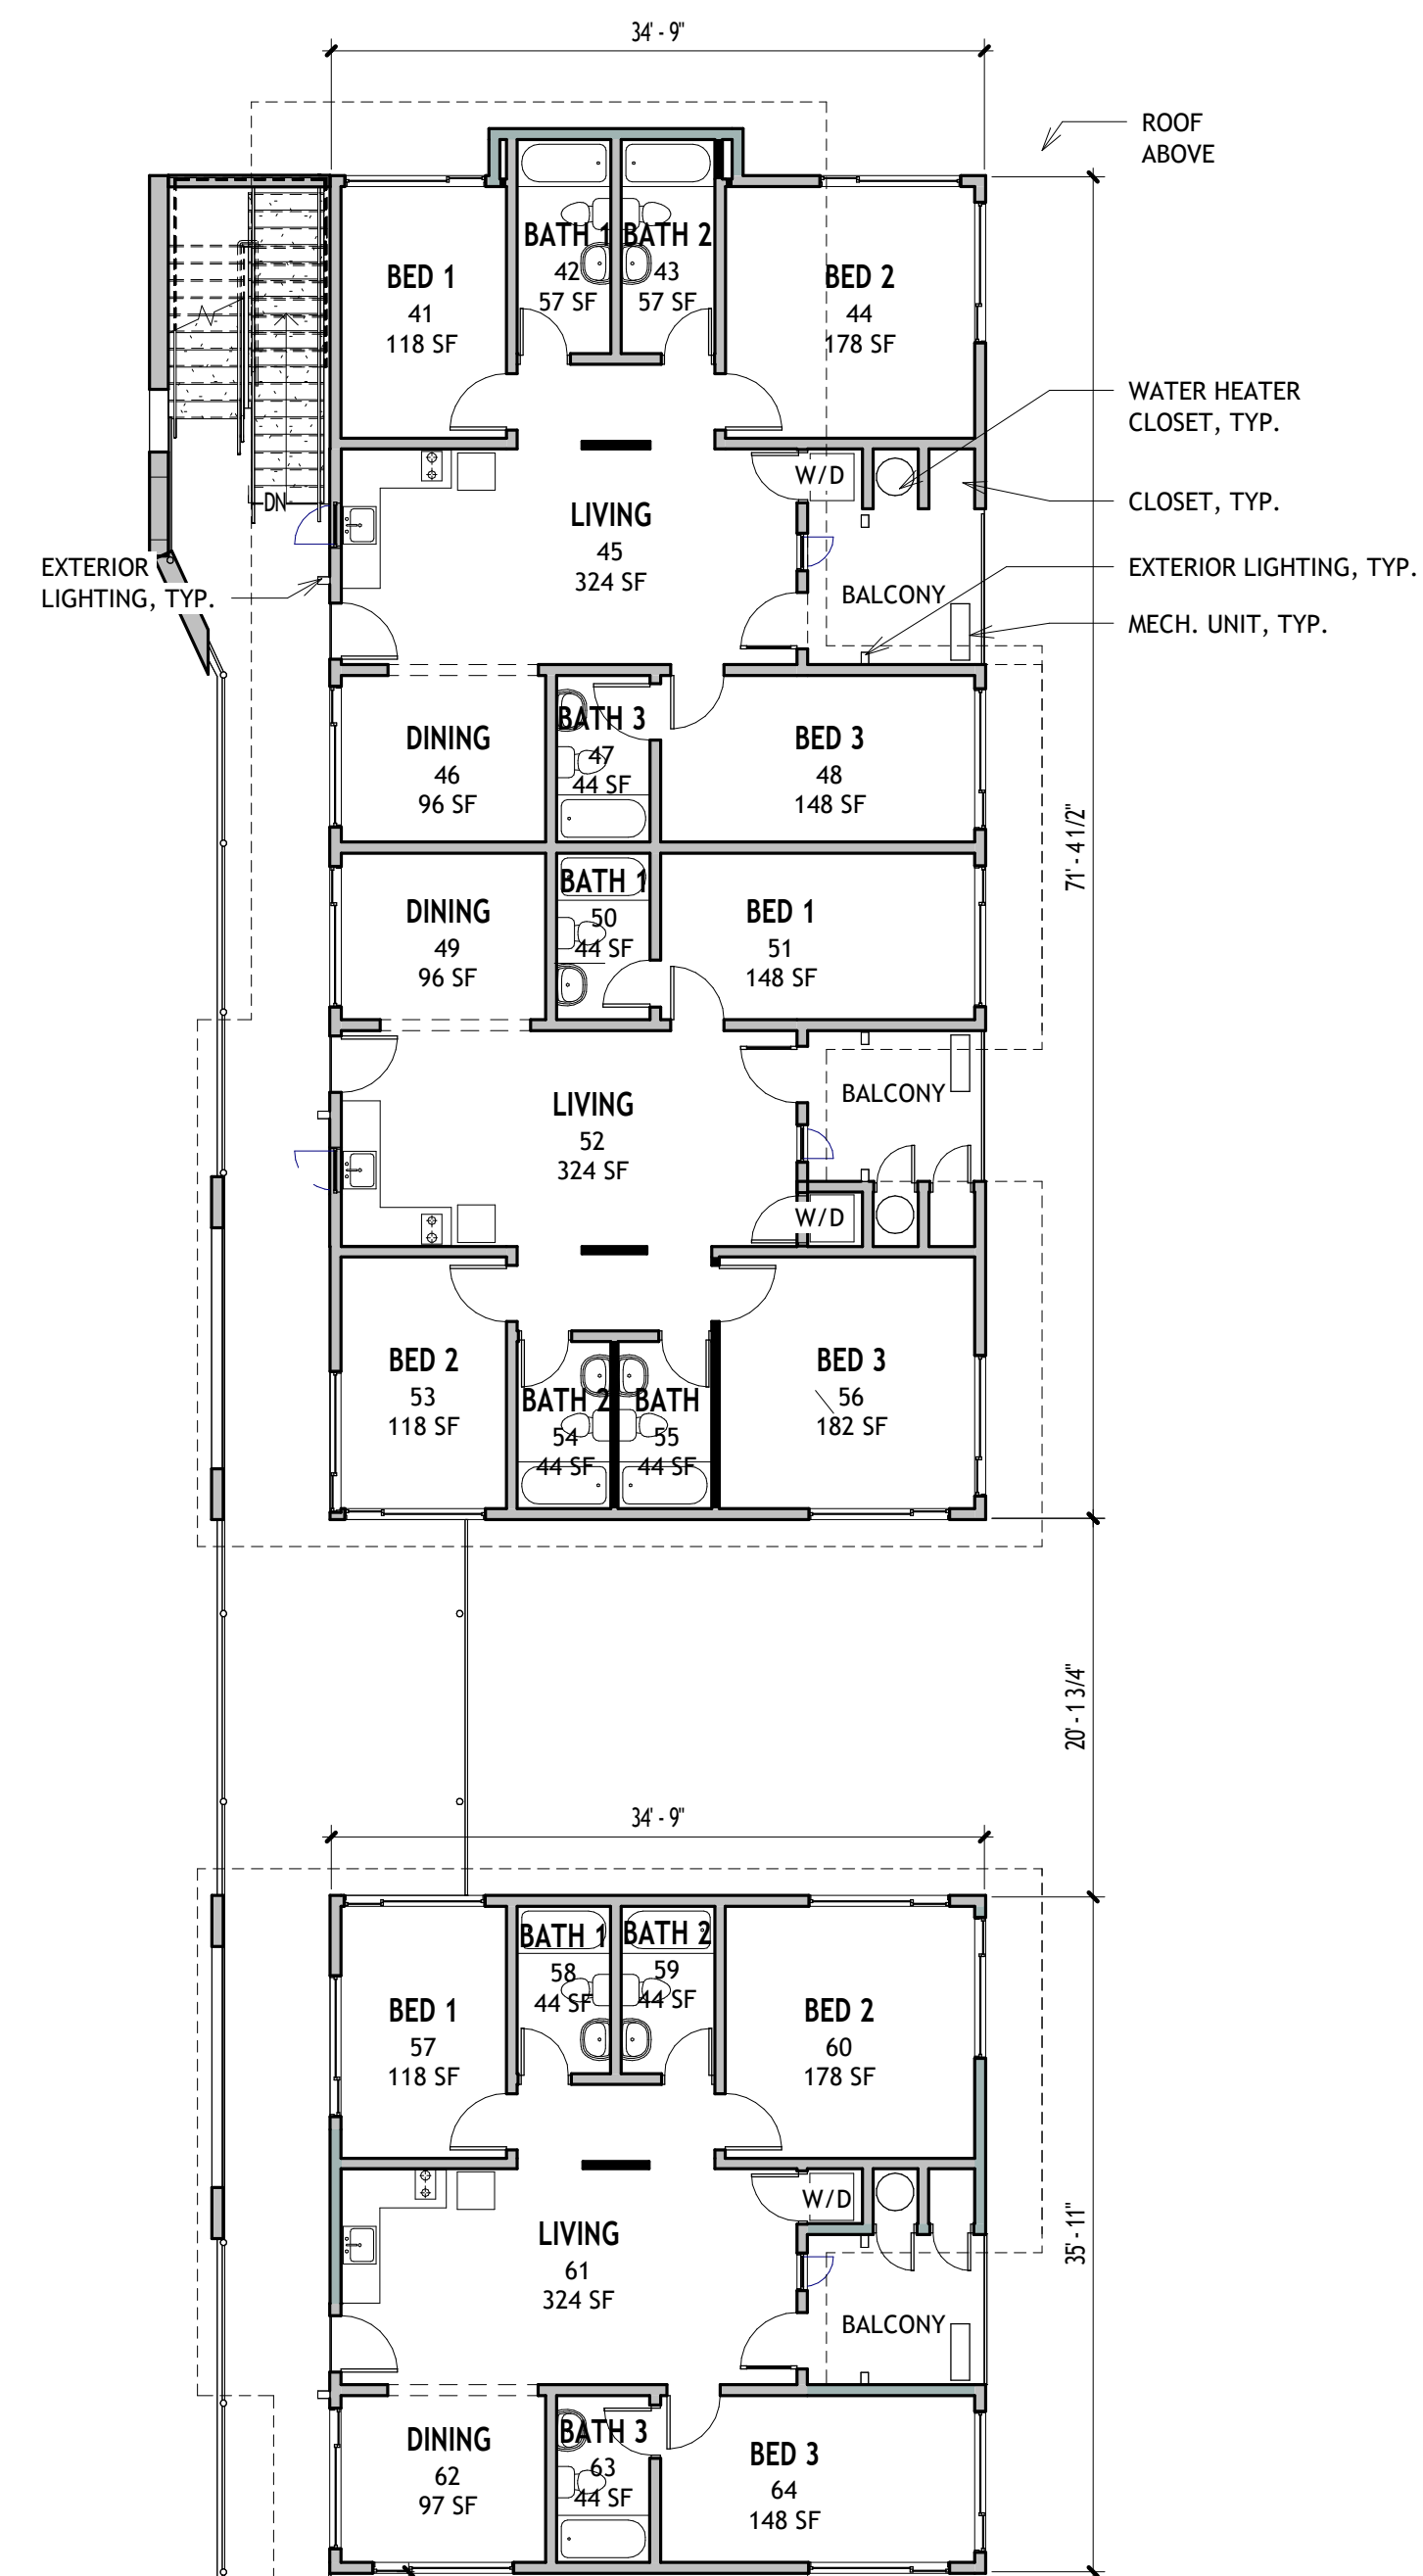 34' - 9"
ROOF
ABOVE
BATH 1
42
57 SF
BATH 2
43
57 SF
BED 1
41
118 SF
BED 2
44
178 SF
WATER HEATER
CLOSET, TYP.
W/D
DN
CLOSET, TYP.
LIVING
45
324 SF
EXTERIOR
LIGHTING, TYP.
EXTERIOR LIGHTING, TYP.
BALCONY
MECH. UNIT, TYP.
DINING
46
96 SF
BATH 3
47
44 SF
BED 3
48
148 SF
71' - 4 1/2"
DINING
49
96 SF
BATH 1
50
44 SF
BED 1
51
148 SF
BALCONY
LIVING
52
324 SF
W/D
BED 2
53
118 SF
BATH 2
54
44 SF
BATH
55
44 SF
BED 3
56
182 SF
20' - 1 3/4"
34' - 9"
BATH 1
58
44 SF
BATH 2
59
44 SF
BED 1
57
118 SF
BED 2
60
178 SF
W/D
LIVING
61
324 SF
35' - 11"
BALCONY
DINING
62
97 SF
BATH 3
63
44 SF
BED 3
64
148 SF